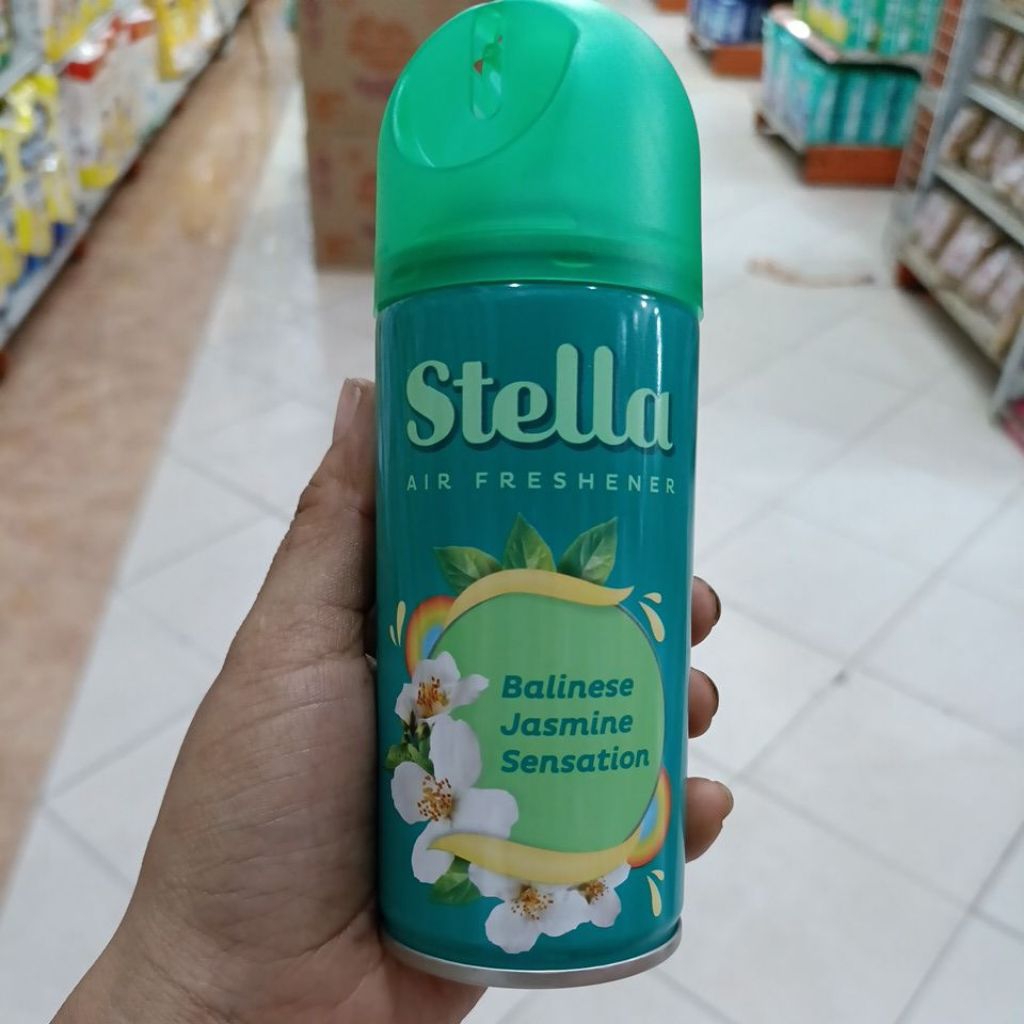 Stella
AIR FRESHENER
Balinese
Jasmine
Sensation